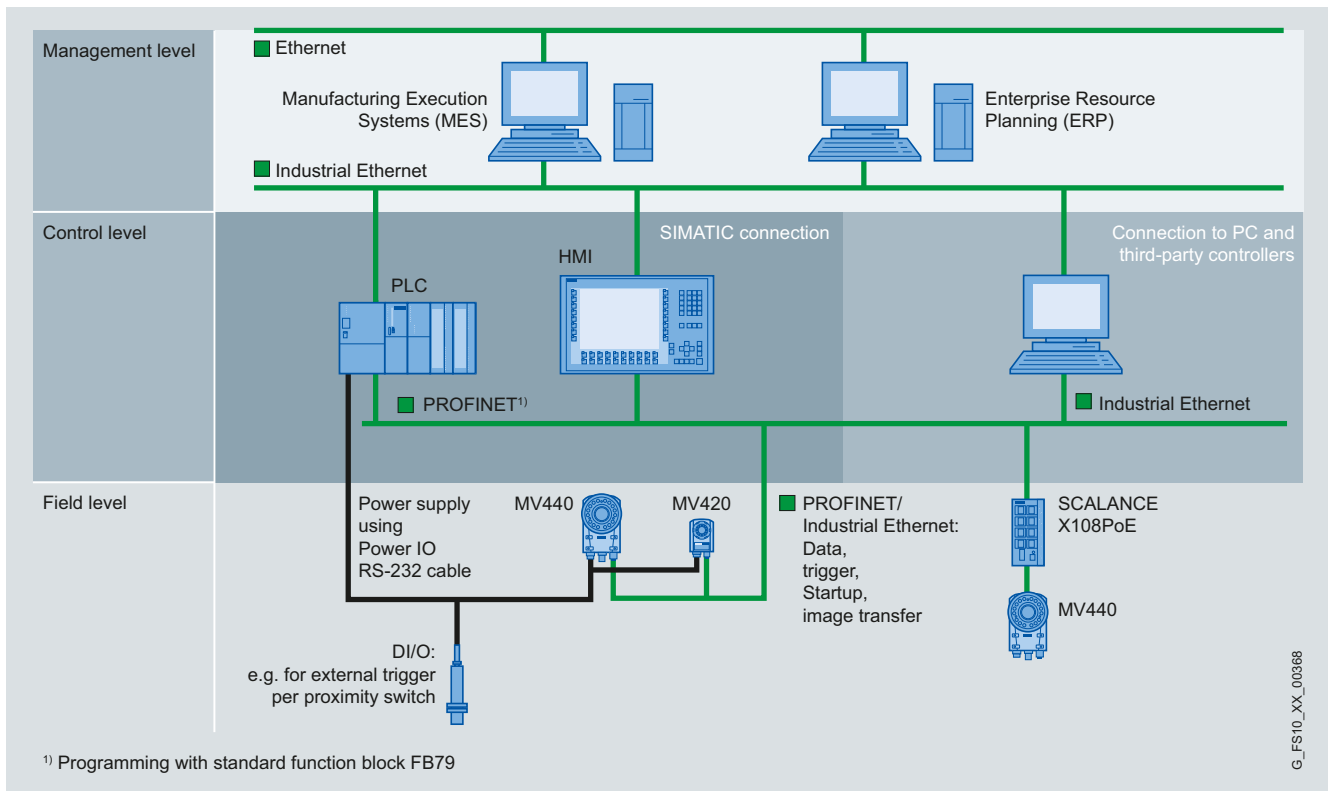 Management level
Ethernet
Manufacturing Execution
Systems (MES)
Enterprise Resource
Planning (ERP)
Industrial Ethernet
Control level
SIMATIC connection
Connection to PC and
third-party controllers
HMI
PLC
PROFINET¹⁾
Industrial Ethernet
Field level
Power supply
using
Power IO
RS-232 cable
MV440
MV420
PROFINET/
Industrial Ethernet:
Data,
trigger,
Startup,
image transfer
SCALANCE
X108PoE
MV440
DI/O:
e.g. for external trigger
per proximity switch
G_FS10_XX_00368
¹⁾ Programming with standard function block FB79